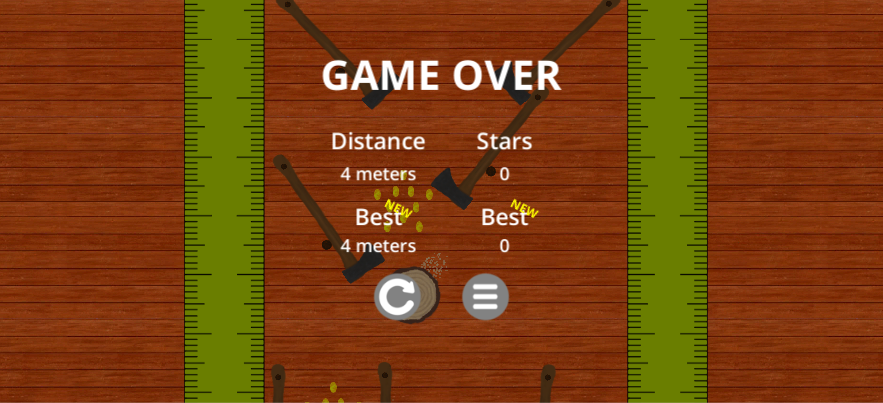 GAME OVER
Distance Stars
4 meters 0
NEW NEW
Best Best
4 meters 0